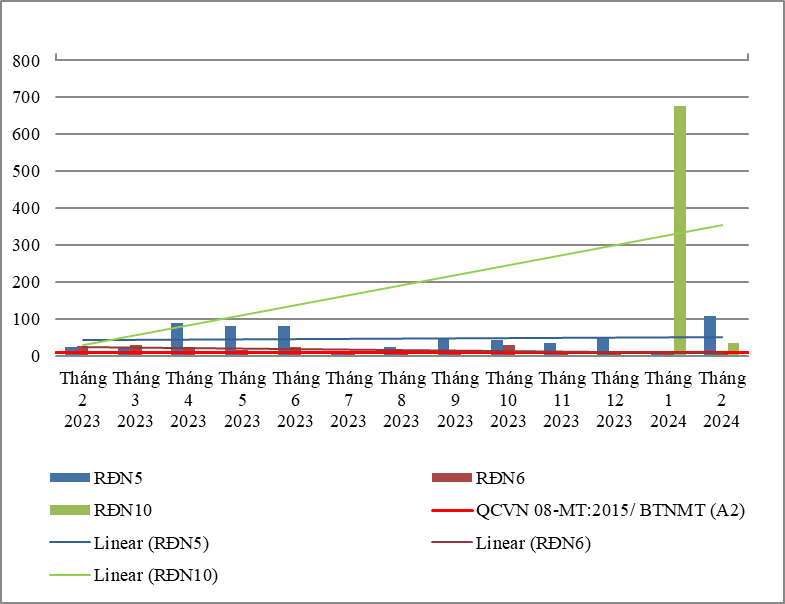 800
700
600
500
400
300
200
100
0
Tháng Tháng Tháng Tháng Tháng Tháng Tháng Tháng Tháng Tháng Tháng Tháng Tháng
2 3 4 5 6 7 8 9 10 11 12 1 2
2023 2023 2023 2023 2023 2023 2023 2023 2023 2023 2023 2024 2024
RĐN5 RĐN6
RĐN10 QCVN 08-MT:2015/ BTNMT (A2)
Linear (RĐN5) Linear (RĐN6)
Linear (RĐN10)